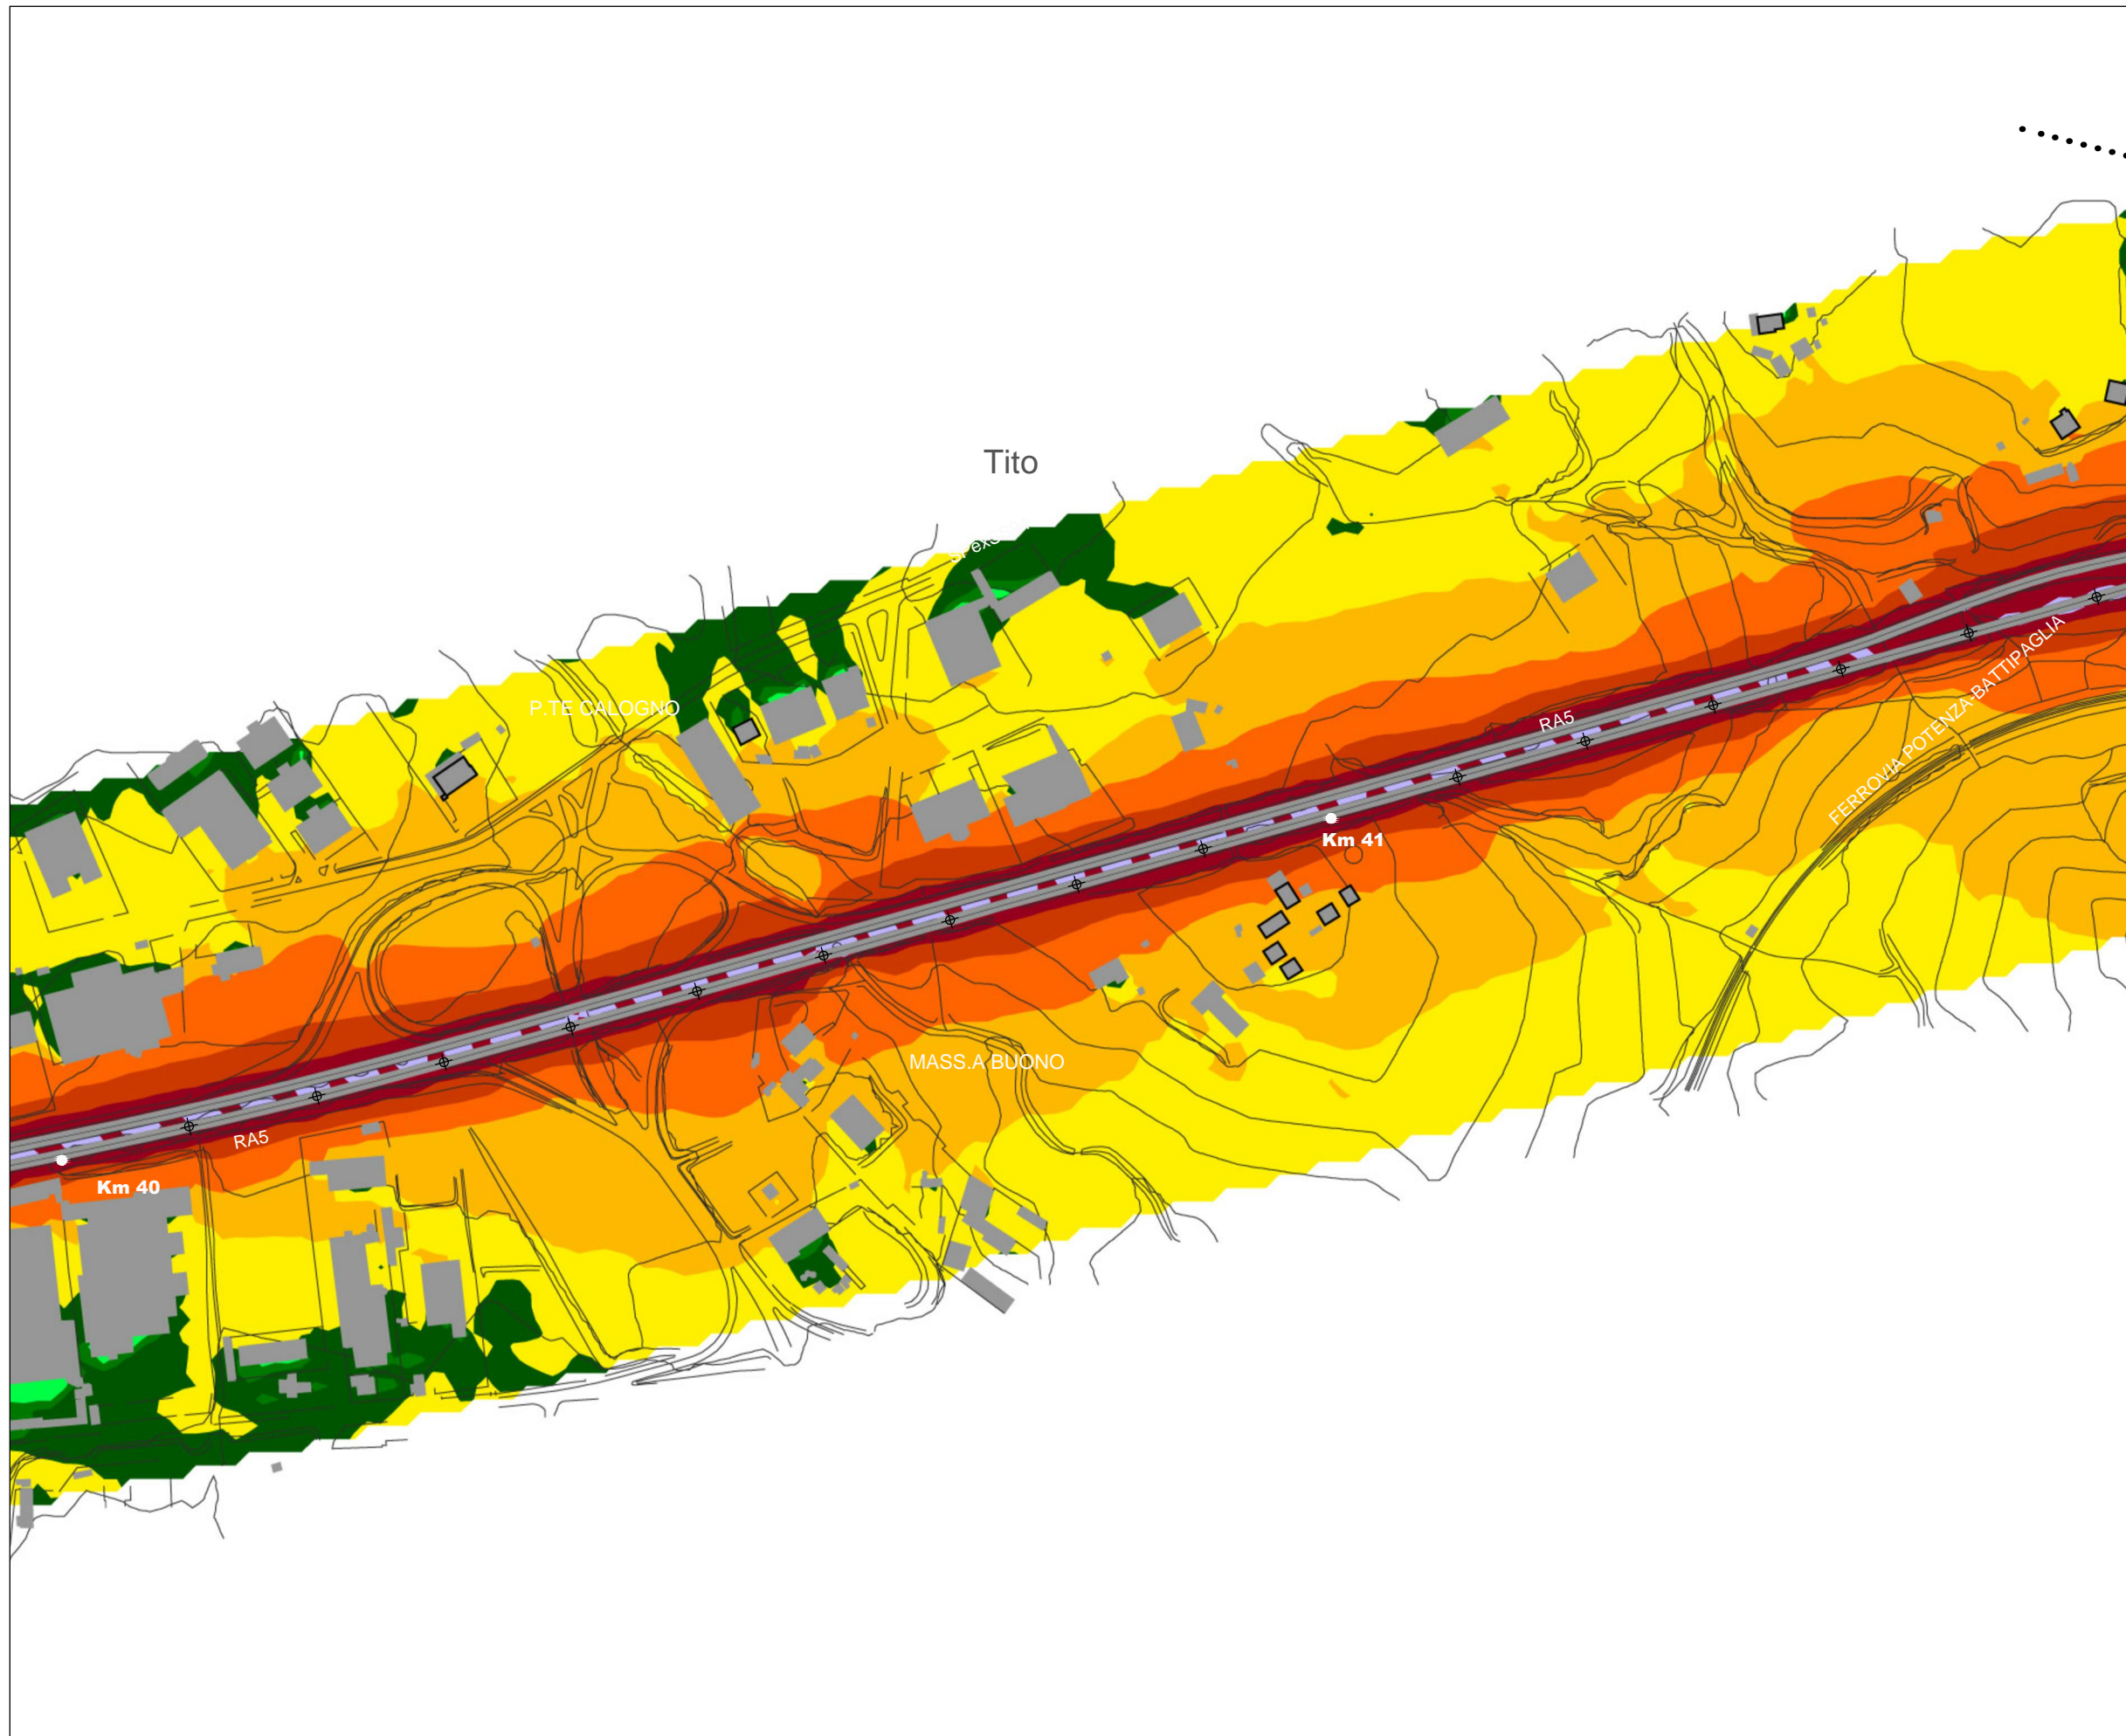 Tito
P.TE CALOGNO
RA5
FERROVIA POTENZA-BATTIPAGLIA
Km 41
MASS.A BUONO
RA5
Km 40